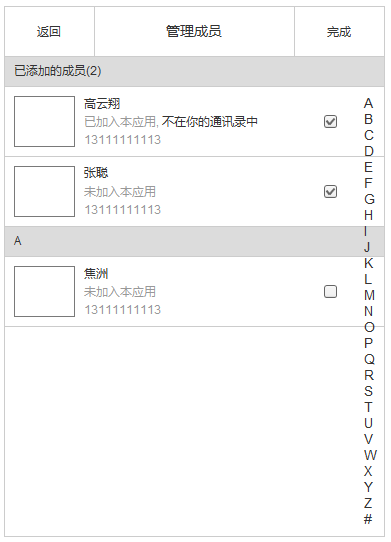 返回 管理成员 完成
已添加的成员(2)
高云翔
已加入本应用, 不在你的通讯录中
13111111113
张聪
未加入本应用
13111111113
A
焦洲
未加入本应用
13111111113
A
B
C
D
E
F
G
H
I
J
K
L
M
N
O
P
Q
R
S
T
U
V
W
X
Y
Z
#